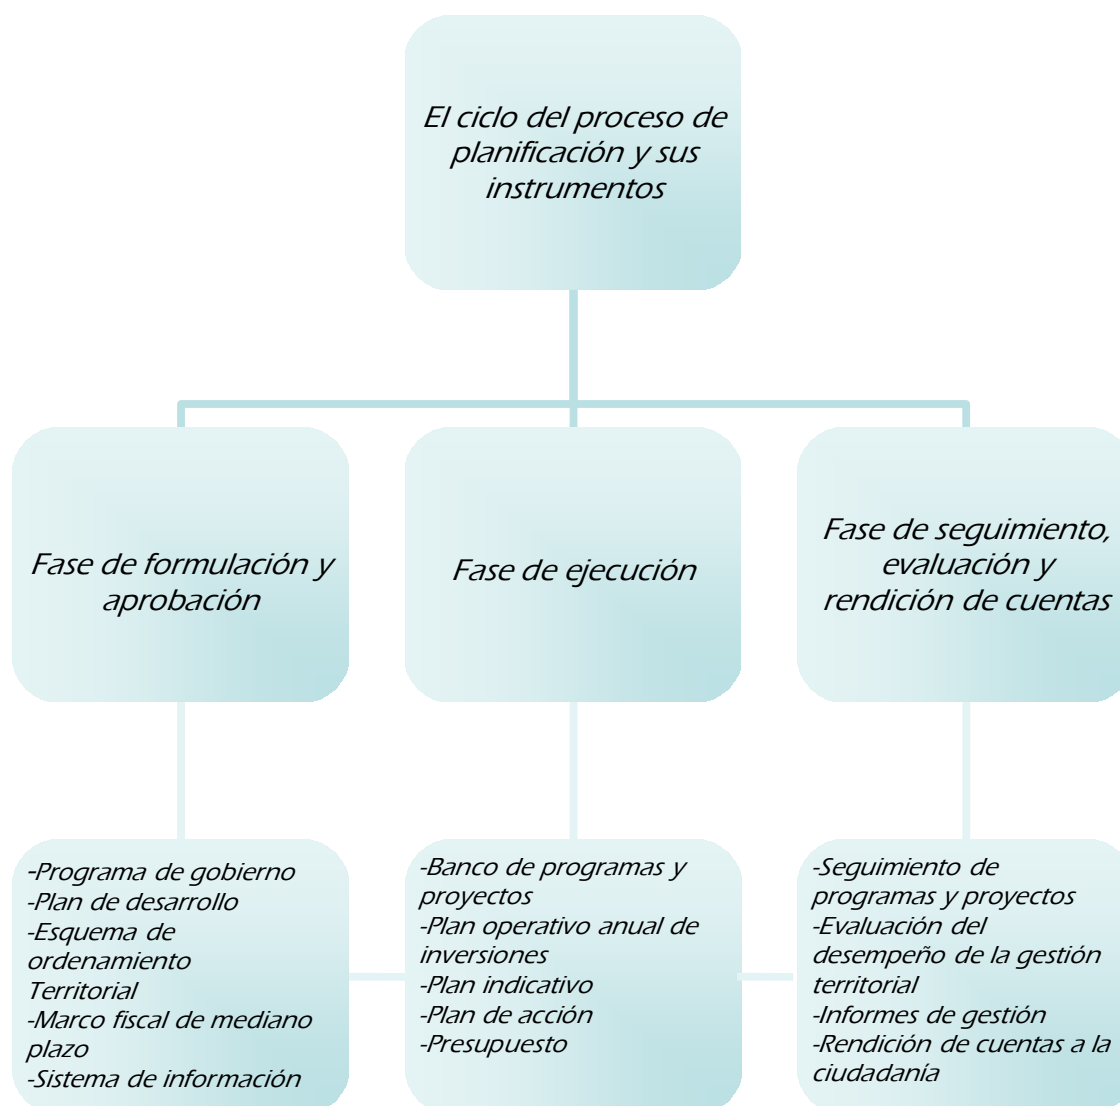 El ciclo del proceso de
planificación y sus
instrumentos
Fase de formulación y
aprobación
Fase de ejecución
Fase de seguimiento,
evaluación y
rendición de cuentas
-Programa de gobierno
-Plan de desarrollo
-Esquema de
ordenamiento
Territorial
-Marco fiscal de mediano
plazo
-Sistema de información
-Banco de programas y
proyectos
-Plan operativo anual de
inversiones
-Plan indicativo
-Plan de acción
-Presupuesto
-Seguimiento de
programas y proyectos
-Evaluación del
desempeño de la gestión
territorial
-Informes de gestión
-Rendición de cuentas a la
ciudadanía